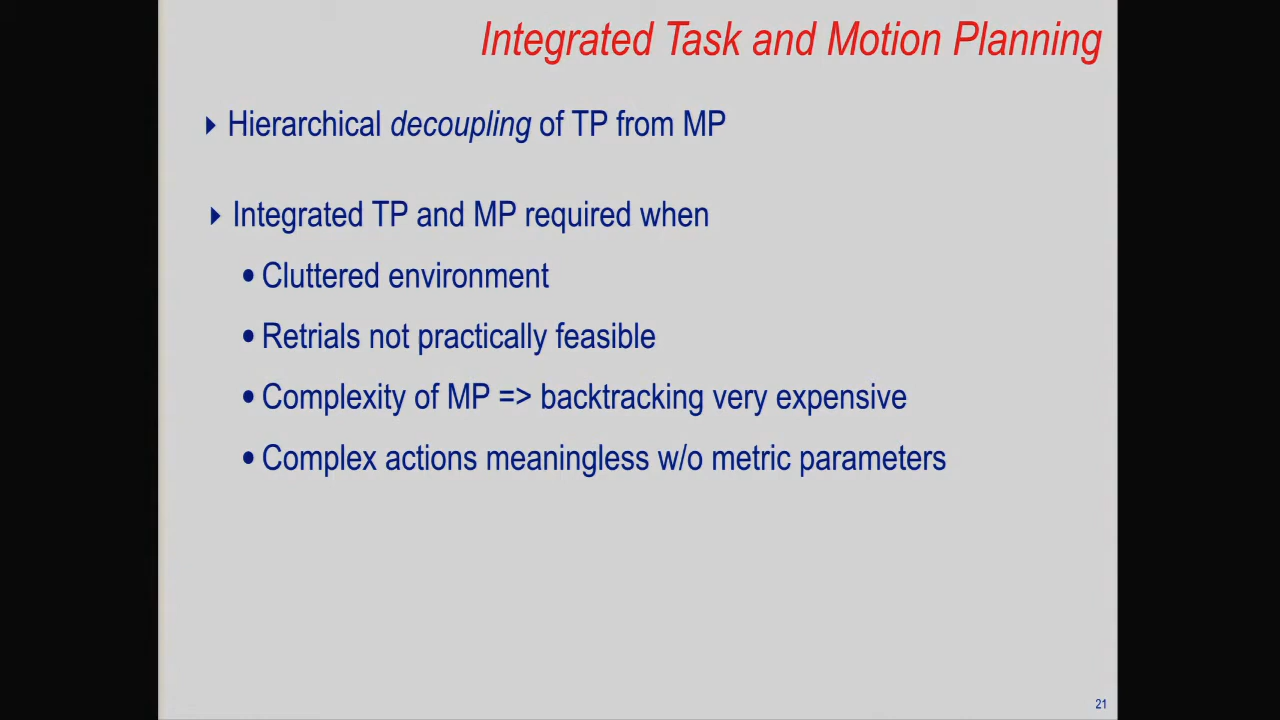 Integrated Task and Motion Planning
Hierarchical decoupling of TP from MP
Integrated TP and MP required when
• Cluttered environment
• Retrials not practically feasible
• Complexity of MP => backtracking very expensive
• Complex actions meaningless w/o metric parameters
21